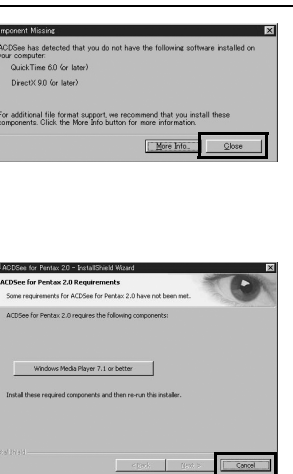 mponent Missing
ACDSee has detected that you do not have the following software installed on
your computer:
QuickTime 6.0 (or later)
DirectX 9.0 (or later)
For additional file format support, we recommend that you install these
components. Click the More Info button for more information.
More Info... Close
ACDSee for Pentax 2.0 - InstallShield Wizard
ACDSee for Pentax 2.0 Requirements
Some requirements for ACDSee for Pentax 2.0 have not been met.
ACDSee for Pentax 2.0 requires the following components:
Windows Media Player 7.1 or better
Install these required components and then re-run this installer.
< Back Next > Cancel